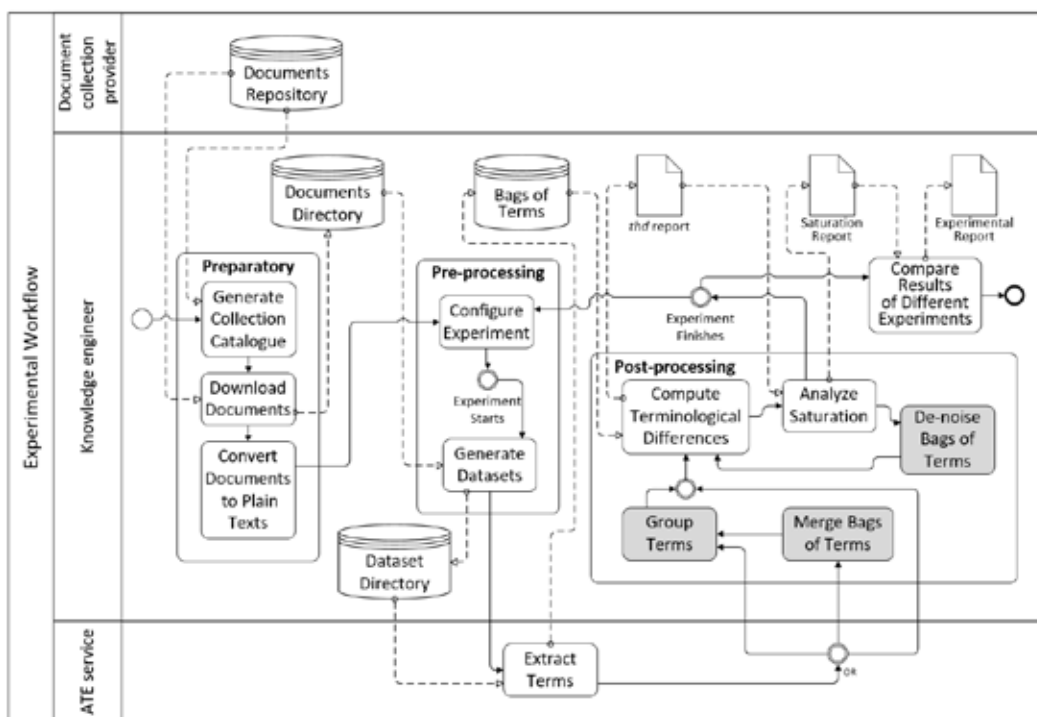 Experimental Workflow
Document
collection
provider
Documents
Repository
Knowledge engineer
Documents
Directory
Bags of
Terms
thd report
Saturation
Report
Experimental
Report
Preparatory
Generate
Collection
Catalogue
Download
Documents
Convert
Documents
to Plain
Texts
Pre-processing
Configure
Experiment
Experiment
Starts
Generate
Datasets
Dataset
Directory
Experiment
Finishes
Compare
Results
of Different
Experiments
Post-processing
Compute
Terminological
Differences
Analyze
Saturation
De-noise
Bags of
Terms
Group
Terms
Merge Bags
of Terms
ATE service
Extract
Terms
OR